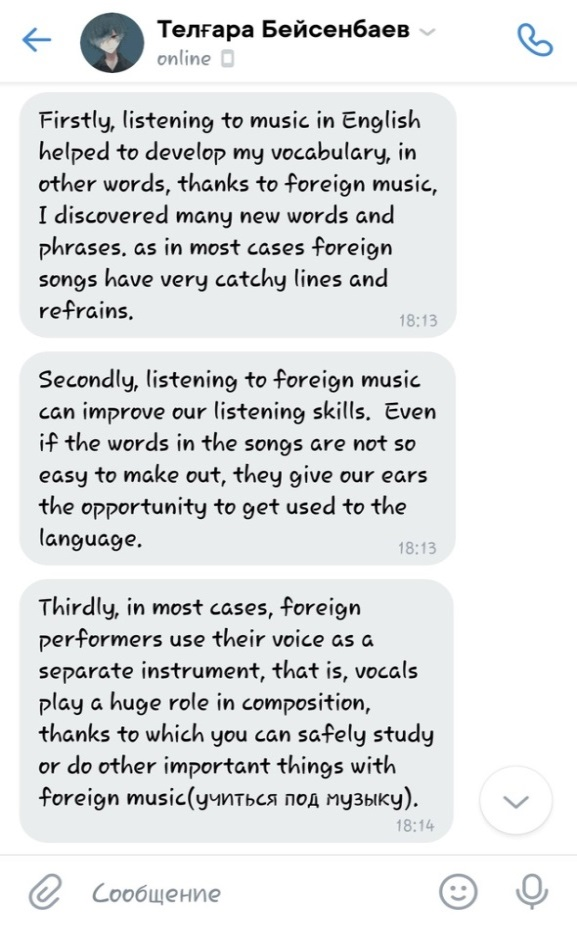 Телғара Бейсенбаев
online
Firstly, listening to music in English
helped to develop my vocabulary, in
other words, thanks to foreign music,
I discovered many new words and
phrases. as in most cases foreign
songs have very catchy lines and
refrains.
18:13
Secondly, listening to foreign music
can improve our listening skills. Even
if the words in the songs are not so
easy to make out, they give our ears
the opportunity to get used to the
language.
18:13
Thirdly, in most cases, foreign
performers use their voice as a
separate instrument, that is, vocals
play a huge role in composition,
thanks to which you can safely study
or do other important things with
foreign music(учиться под музыку).
18:14
Сообщение